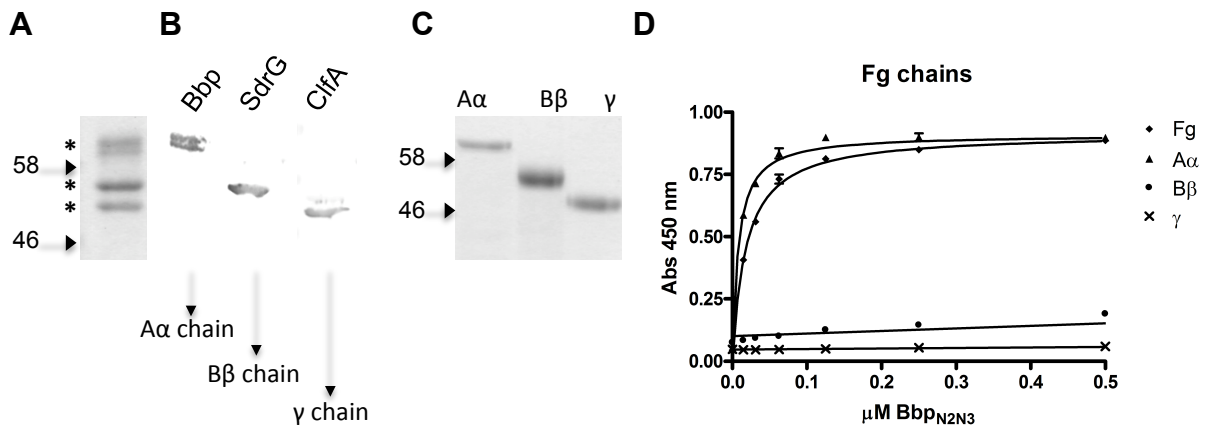 A
B
C
D
Bbp
SdrG
ClfA
*
58
*
*
46
Aα chain
Bβ chain
γ chain
Aα Bβ γ
58
46
Fg chains
1.00
0.75
0.50
0.25
0.00
Abs 450 nm
0.0 0.1 0.2 0.3 0.4 0.5
μM BbpN2N3
Fg
Aα
Bβ
γ